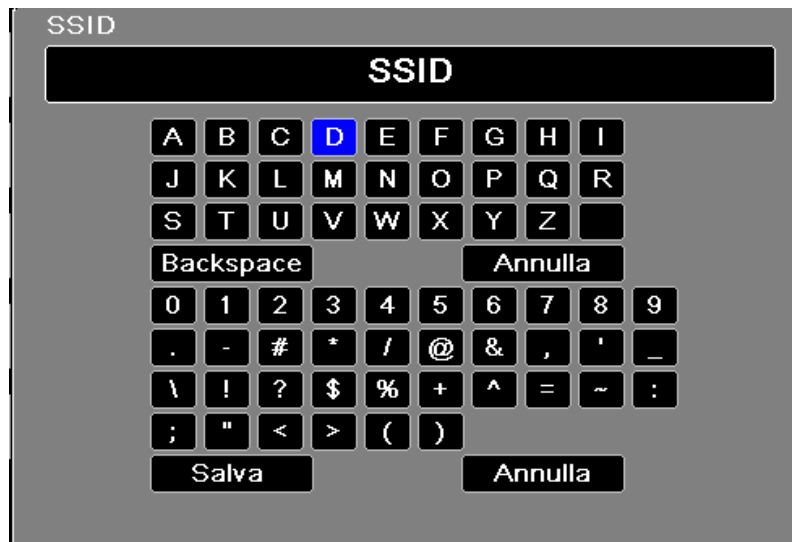 SSID
SSID
A B C D E F G H I
J K L M N O P Q R
S T U V W X Y Z
Backspace Annulla
0 1 2 3 4 5 6 7 8 9
. - # * / @ & , ' _
\ ! ? $ % + ^ = ~ :
; " < > ( )
Salva Annulla